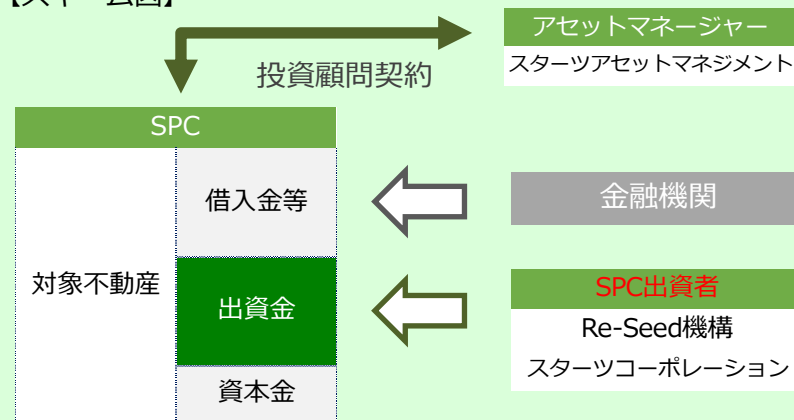 【スキーム図】
アセットマネージャー
スターツアセットマネジメント
投資顧問契約
SPC
借入金等
金融機関
対象不動産
出資金
SPC出資者
Re-Seed機構
スターツコーポレーション
資本金